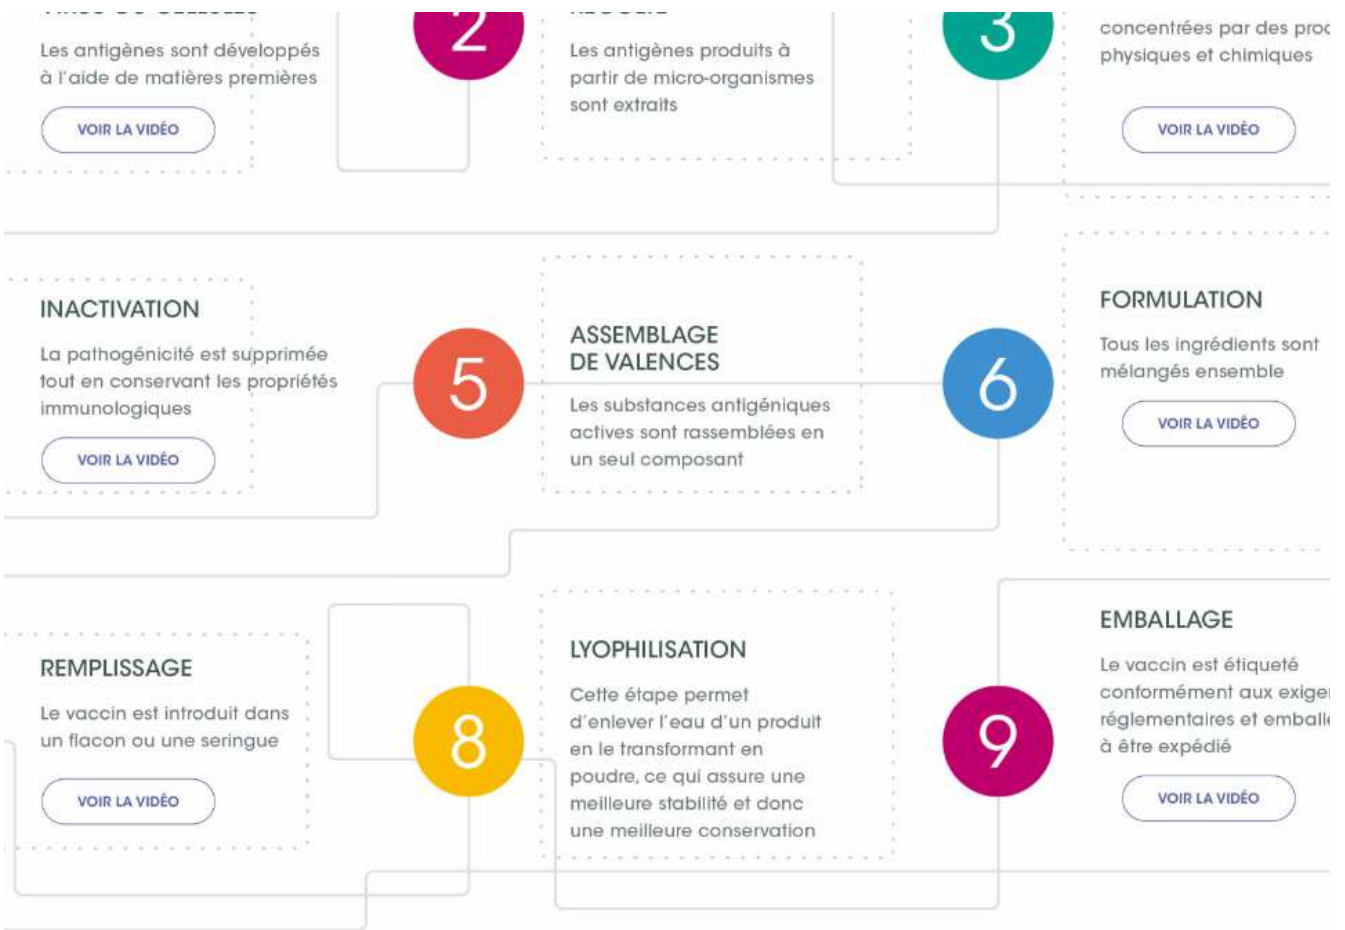 2
3
Les antigènes sont développés
à l'aide de matières premières
VOIR LA VIDÉO
Les antigènes produits à
partir de micro-organismes
sont extraits
concentrées par des
physiques et chimiques
VOIR LA VIDÉO
INACTIVATION
La pathogénicité est supprimée
tout en conservant les propriétés
immunologiques
VOIR LA VIDÉO
5
ASSEMBLAGE
DE VALENCES
Les substances antigéniques
actives sont rassemblées en
un seul composant
6
FORMULATION
Tous les ingrédients sont
mélangés ensemble
VOIR LA VIDÉO
REMPLISSAGE
Le vaccin est introduit dans
un flacon ou une seringue
VOIR LA VIDÉO
8
LYOPHILISATION
Cette étape permet
d'enlever l'eau d'un produit
en le transformant en
poudre, ce qui assure une
meilleure stabilité et donc
une meilleure conservation
9
EMBALLAGE
Le vaccin est étiqueté
conformément aux
réglementaires et
à être expédié
VOIR LA VIDÉO